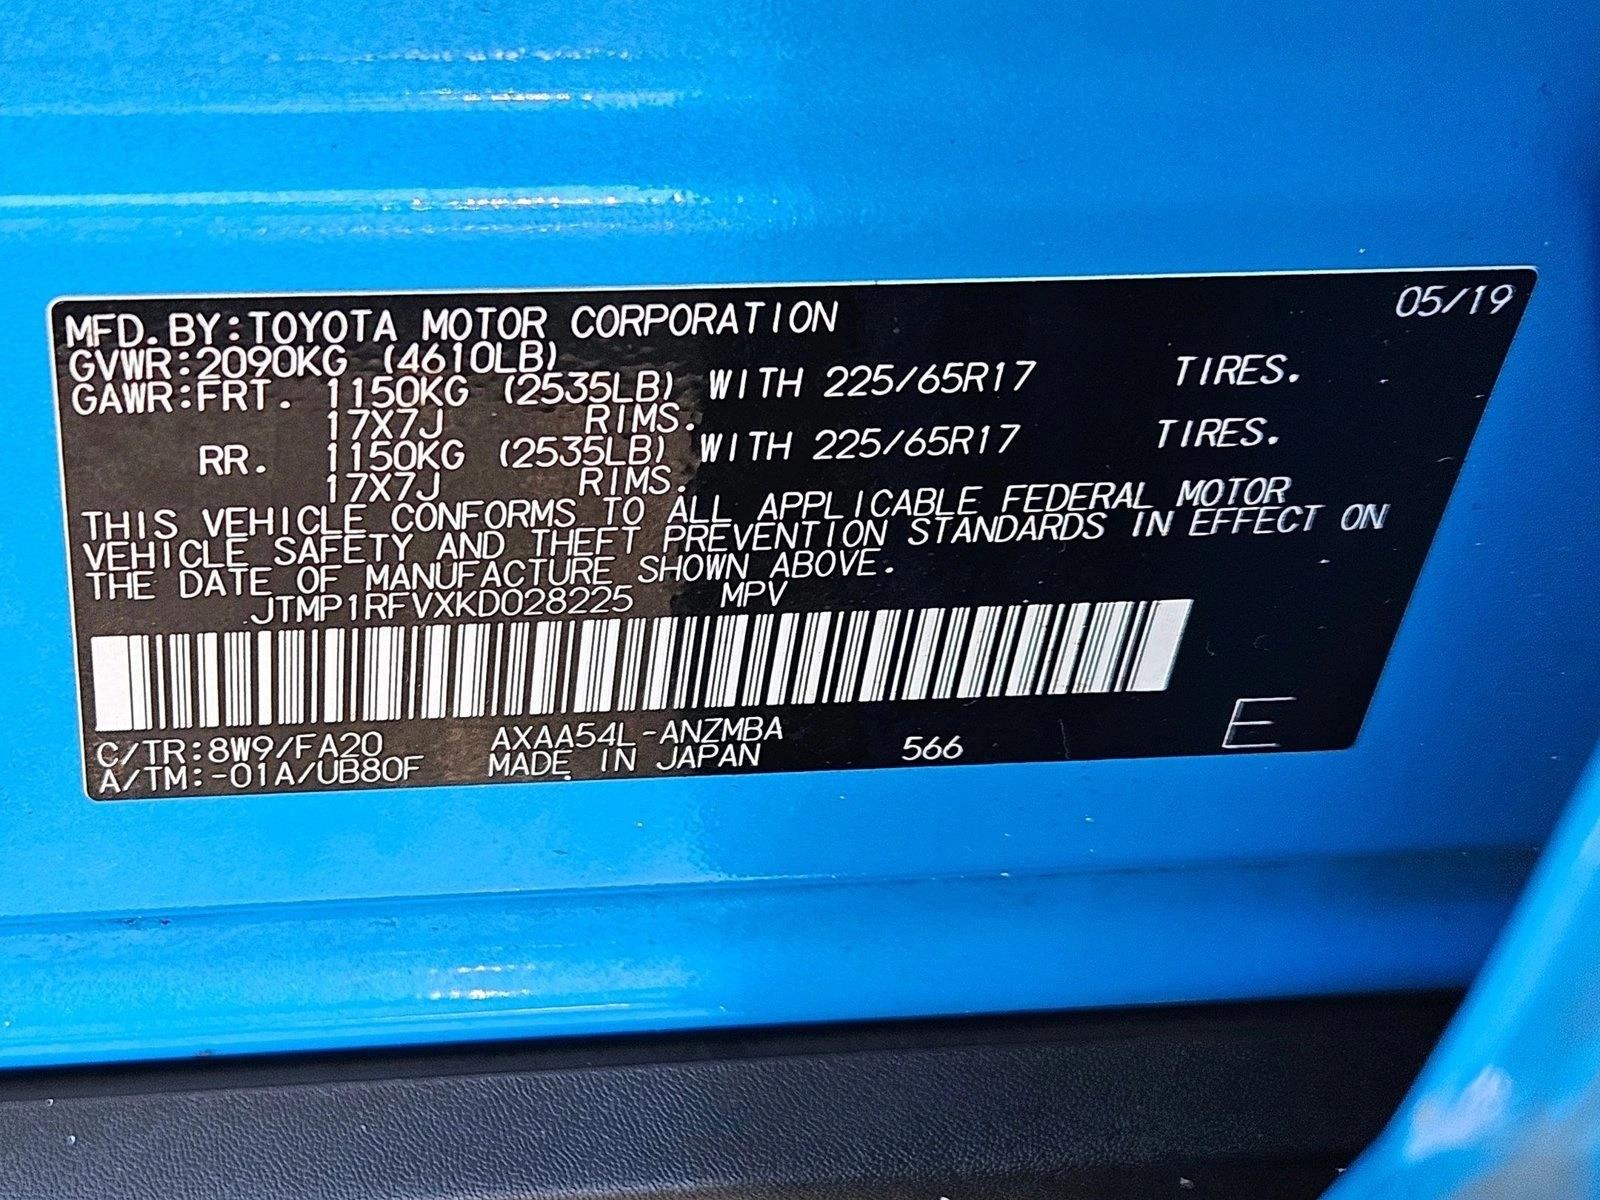 05/19
MFD. BY:TOYOTA MOTOR CORPORATION
GVWR:2090KG (4610LB)
GAWR:FRT. 1150KG (2535LB) WITH 225/65R17 TIRES.
17X7J RIMS.
RR. 1150KG (2535LB) WITH 225/65R17 TIRES.
17X7J RIMS.
THIS VEHICLE CONFORMS TO ALL APPLICABLE FEDERAL MOTOR
VEHICLE SAFETY AND THEFT PREVENTION STANDARDS IN EFFECT ON
THE DATE OF MANUFACTURE SHOWN ABOVE.
JTMP1RFVXKD028225 MPV
C/TR:8W9/FA20 AXAA54L-ANZMBA
A/TM:-01A/UB80F MADE IN JAPAN 566 E